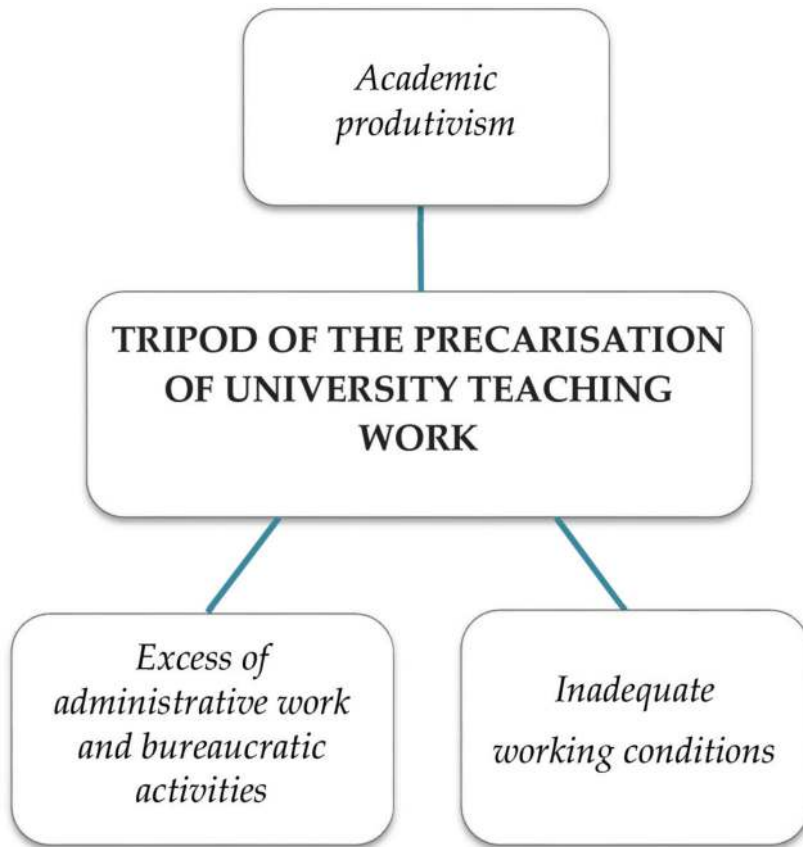 Academic
produtivism
TRIPOD OF THE PRECARISATION
OF UNIVERSITY TEACHING
WORK
Excess of
administrative work
and bureaucratic
activities
Inadequate
working conditions